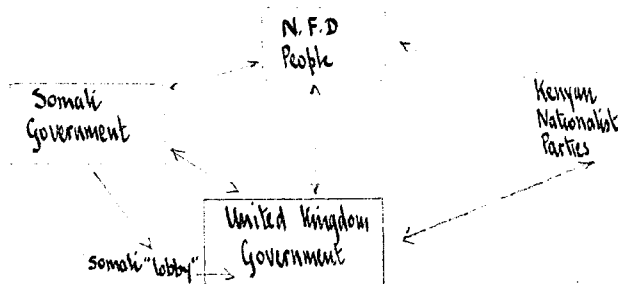 N.F.D
People
Somali
Government
Kenyan
Nationalist
Parties
United Kingdom
Government
Somali "lobby"